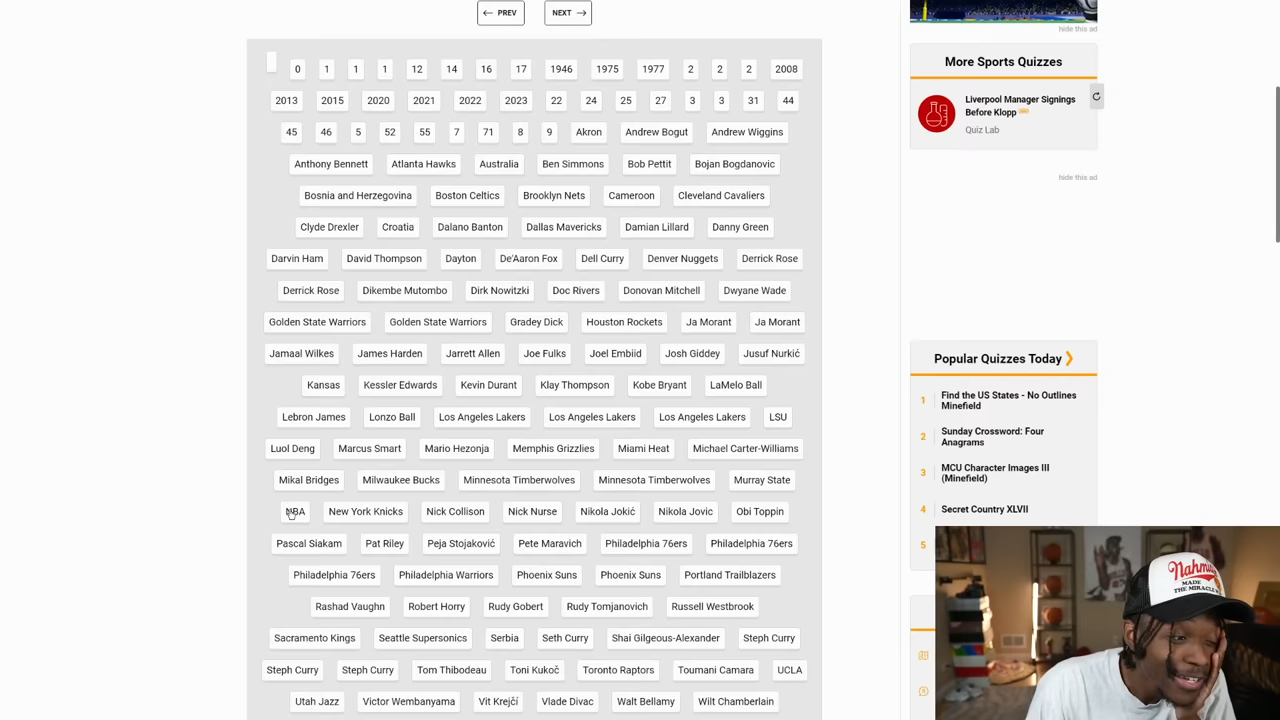 PREV NEXT
hide this ad
More Sports Quizzes
Liverpool Manager Signings
Before Klopp
Quiz Lab
hide this ad
0 1 1 1 12 14 16 17 1946 1975 1977 2 2 2 2008
2013 2015 2020 2021 2022 2023 22 24 25 27 3 3 31 44
45 46 5 52 55 7 71 8 9 Akron Andrew Bogut Andrew Wiggins
Anthony Bennett Atlanta Hawks Australia Ben Simmons Bob Pettit Bojan Bogdanovic
Bosnia and Herzegovina Boston Celtics Brooklyn Nets Cameroon Cleveland Cavaliers
Clyde Drexler Croatia Dalano Banton Dallas Mavericks Damian Lillard Danny Green
Darvin Ham David Thompson Dayton De'Aaron Fox Dell Curry Denver Nuggets Derrick Rose
Derrick Rose Dikembe Mutombo Dirk Nowitzki Doc Rivers Donovan Mitchell Dwyane Wade
Golden State Warriors Golden State Warriors Gradey Dick Houston Rockets Ja Morant Ja Morant
Jamaal Wilkes James Harden Jarrett Allen Joe Fulks Joel Embiid Josh Giddey Jusuf Nurkić
Kansas Kessler Edwards Kevin Durant Klay Thompson Kobe Bryant LaMelo Ball
Lebron James Lonzo Ball Los Angeles Lakers Los Angeles Lakers Los Angeles Lakers LSU
Luol Deng Marcus Smart Mario Hezonja Memphis Grizzlies Miami Heat Michael Carter-Williams
Mikal Bridges Milwaukee Bucks Minnesota Timberwolves Minnesota Timberwolves Murray State
NBA New York Knicks Nick Collison Nick Nurse Nikola Jokić Nikola Jovic Obi Toppin
Pascal Siakam Pat Riley Peja Stojaković Pete Maravich Philadelphia 76ers Philadelphia 76ers
Philadelphia 76ers Philadelphia Warriors Phoenix Suns Phoenix Suns Portland Trailblazers
Rashad Vaughn Robert Horry Rudy Gobert Rudy Tomjanovich Russell Westbrook
Sacramento Kings Seattle Supersonics Serbia Seth Curry Shai Gilgeous-Alexander Steph Curry
Steph Curry Steph Curry Tom Thibodeau Toni Kukoč Toronto Raptors Toumani Camara UCLA
Utah Jazz Victor Wembanyama Vit Krejčí Vlade Divac Walt Bellamy Wilt Chamberlain
Popular Quizzes Today
1 Find the US States - No Outlines
Minefield
2 Sunday Crossword: Four
Anagrams
3 MCU Character Images III
(Minefield)
4 Secret Country XLVII
5
Nahmias
MADE
THE MIRACLE